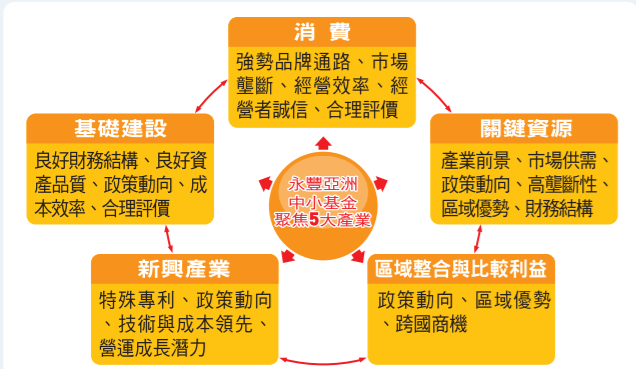 消費
強勢品牌通路、市場
壟斷、經營效率、經
營者誠信、合理評價
基礎建設
良好財務結構、良好資
產品質、政策動向、成
本效率、合理評價
關鍵資源
產業前景、市場供需、
政策動向、高壟斷性、
區域優勢、財務結構
永豐亞洲
中小基金
聚焦5大產業
新興產業
特殊專利、政策動向
、技術與成本領先、
營運成長潛力
區域整合與比較利益
政策動向、區域優勢
、跨國商機